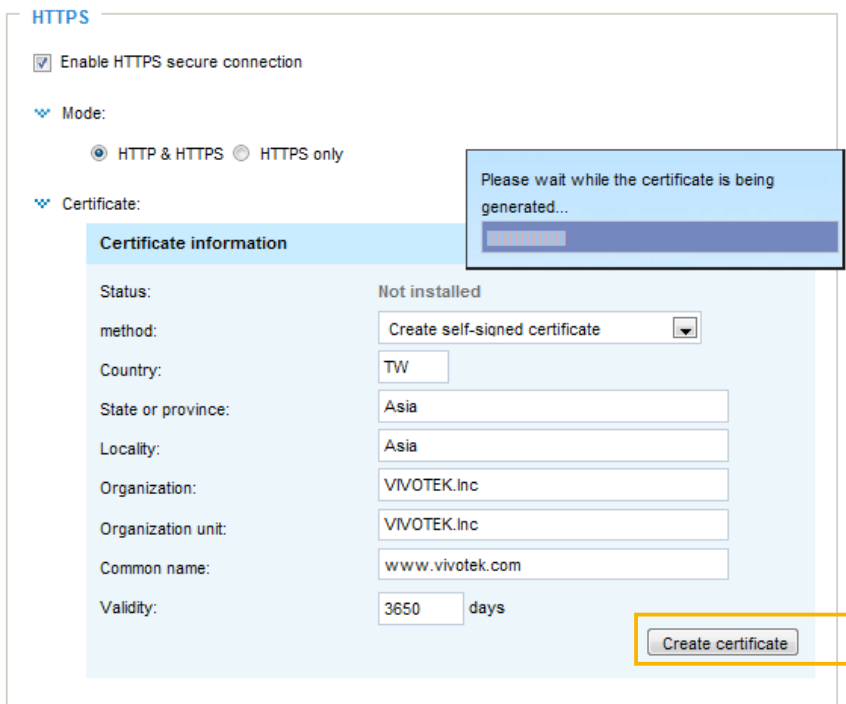 HTTPS
Enable HTTPS secure connection
Mode:
HTTP & HTTPS HTTPS only
Please wait while the certificate is being
generated...
Certificate:
Certificate information
Status: Not installed
method: Create self-signed certificate
Country: TW
State or province: Asia
Locality: Asia
Organization: VIVOTEK.Inc
Organization unit: VIVOTEK.Inc
Common name: www.vivotek.com
Validity: 3650 days
Create certificate